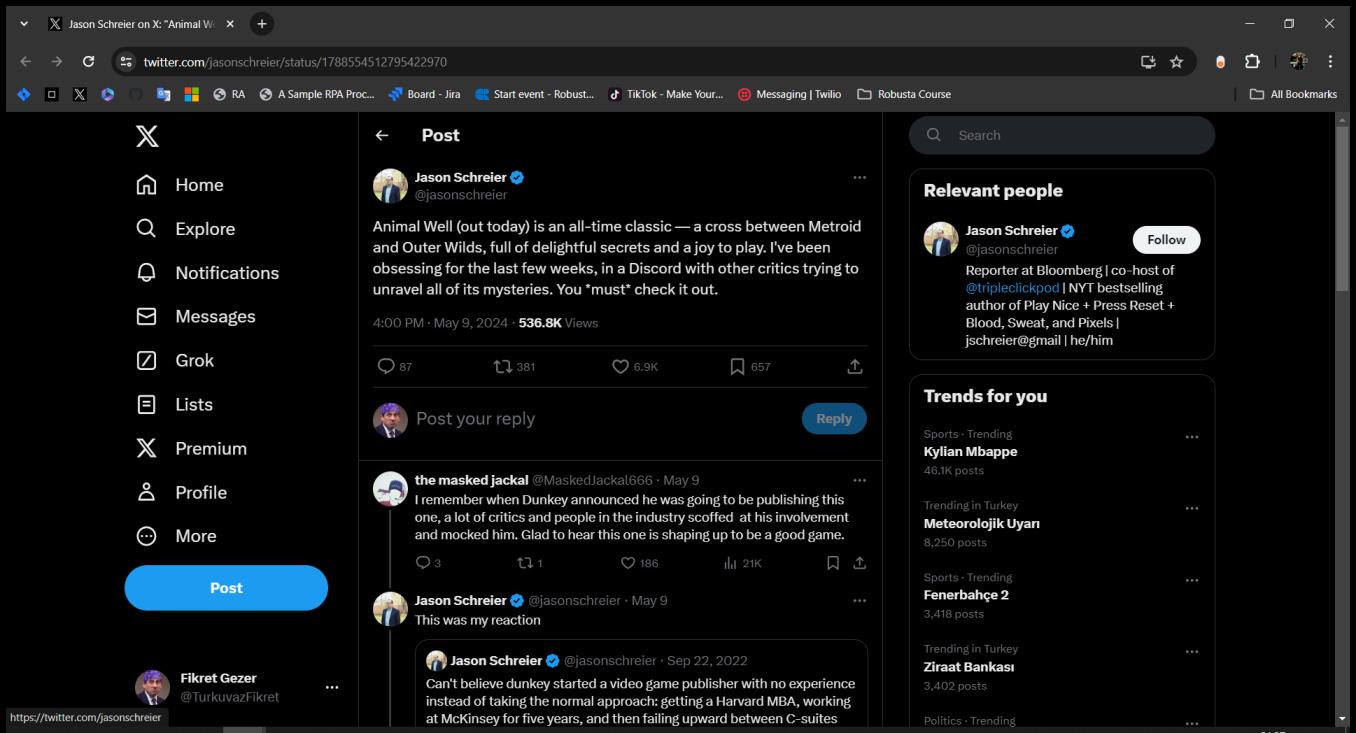 Jason Schreier on X: "Animal W
twitter.com/jasonschreier/status/1788554512795422970
RA
A Sample RPA Proc...
Board - Jira
Start event - Robust...
TikTok - Make Your...
Messaging | Twilio
Robusta Course
All Bookmarks
Home
Explore
Notifications
Messages
Grok
Lists
Premium
Profile
More
Post
Fikret Gezer
@TurkuvazFikret
https://twitter.com/jasonschreier
Post
Jason Schreier
@jasonschreier
Animal Well (out today) is an all-time classic — a cross between Metroid
and Outer Wilds, full of delightful secrets and a joy to play. I've been
obsessing for the last few weeks, in a Discord with other critics trying to
unravel all of its mysteries. You *must* check it out.
4:00 PM · May 9, 2024 · 536.8K Views
87 381 6.9K 657
Post your reply
Reply
the masked jackal @MaskedJackal666 · May 9
I remember when Dunkey announced he was going to be publishing this
one, a lot of critics and people in the industry scoffed at his involvement
and mocked him. Glad to hear this one is shaping up to be a good game.
3 1 186 21K
Jason Schreier @jasonschreier · May 9
This was my reaction
Jason Schreier @jasonschreier · Sep 22, 2022
Can't believe dunkey started a video game publisher with no experience
instead of taking the normal approach: getting a Harvard MBA, working
at McKinsey for five years, and then failing upward between C-suites
Search
Relevant people
Jason Schreier
@jasonschreier
Follow
Reporter at Bloomberg | co-host of
@tripleclickpod | NYT bestselling
author of Play Nice + Press Reset +
Blood, Sweat, and Pixels |
jschreier@gmail | he/him
Trends for you
Sports · Trending
Kylian Mbappe
46.1K posts
Trending in Turkey
Meteorolojik Uyarı
8,250 posts
Sports · Trending
Fenerbahçe 2
3,418 posts
Trending in Turkey
Ziraat Bankası
3,402 posts
Politics · Trending